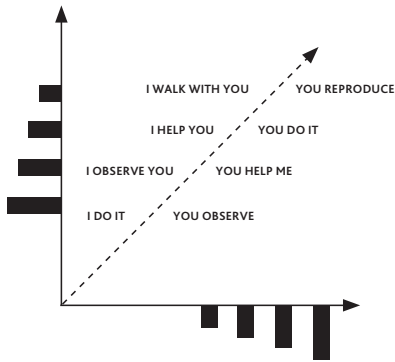 I WALK WITH YOU YOU REPRODUCE
I HELP YOU YOU DO IT
I OBSERVE YOU YOU HELP ME
I DO IT YOU OBSERVE